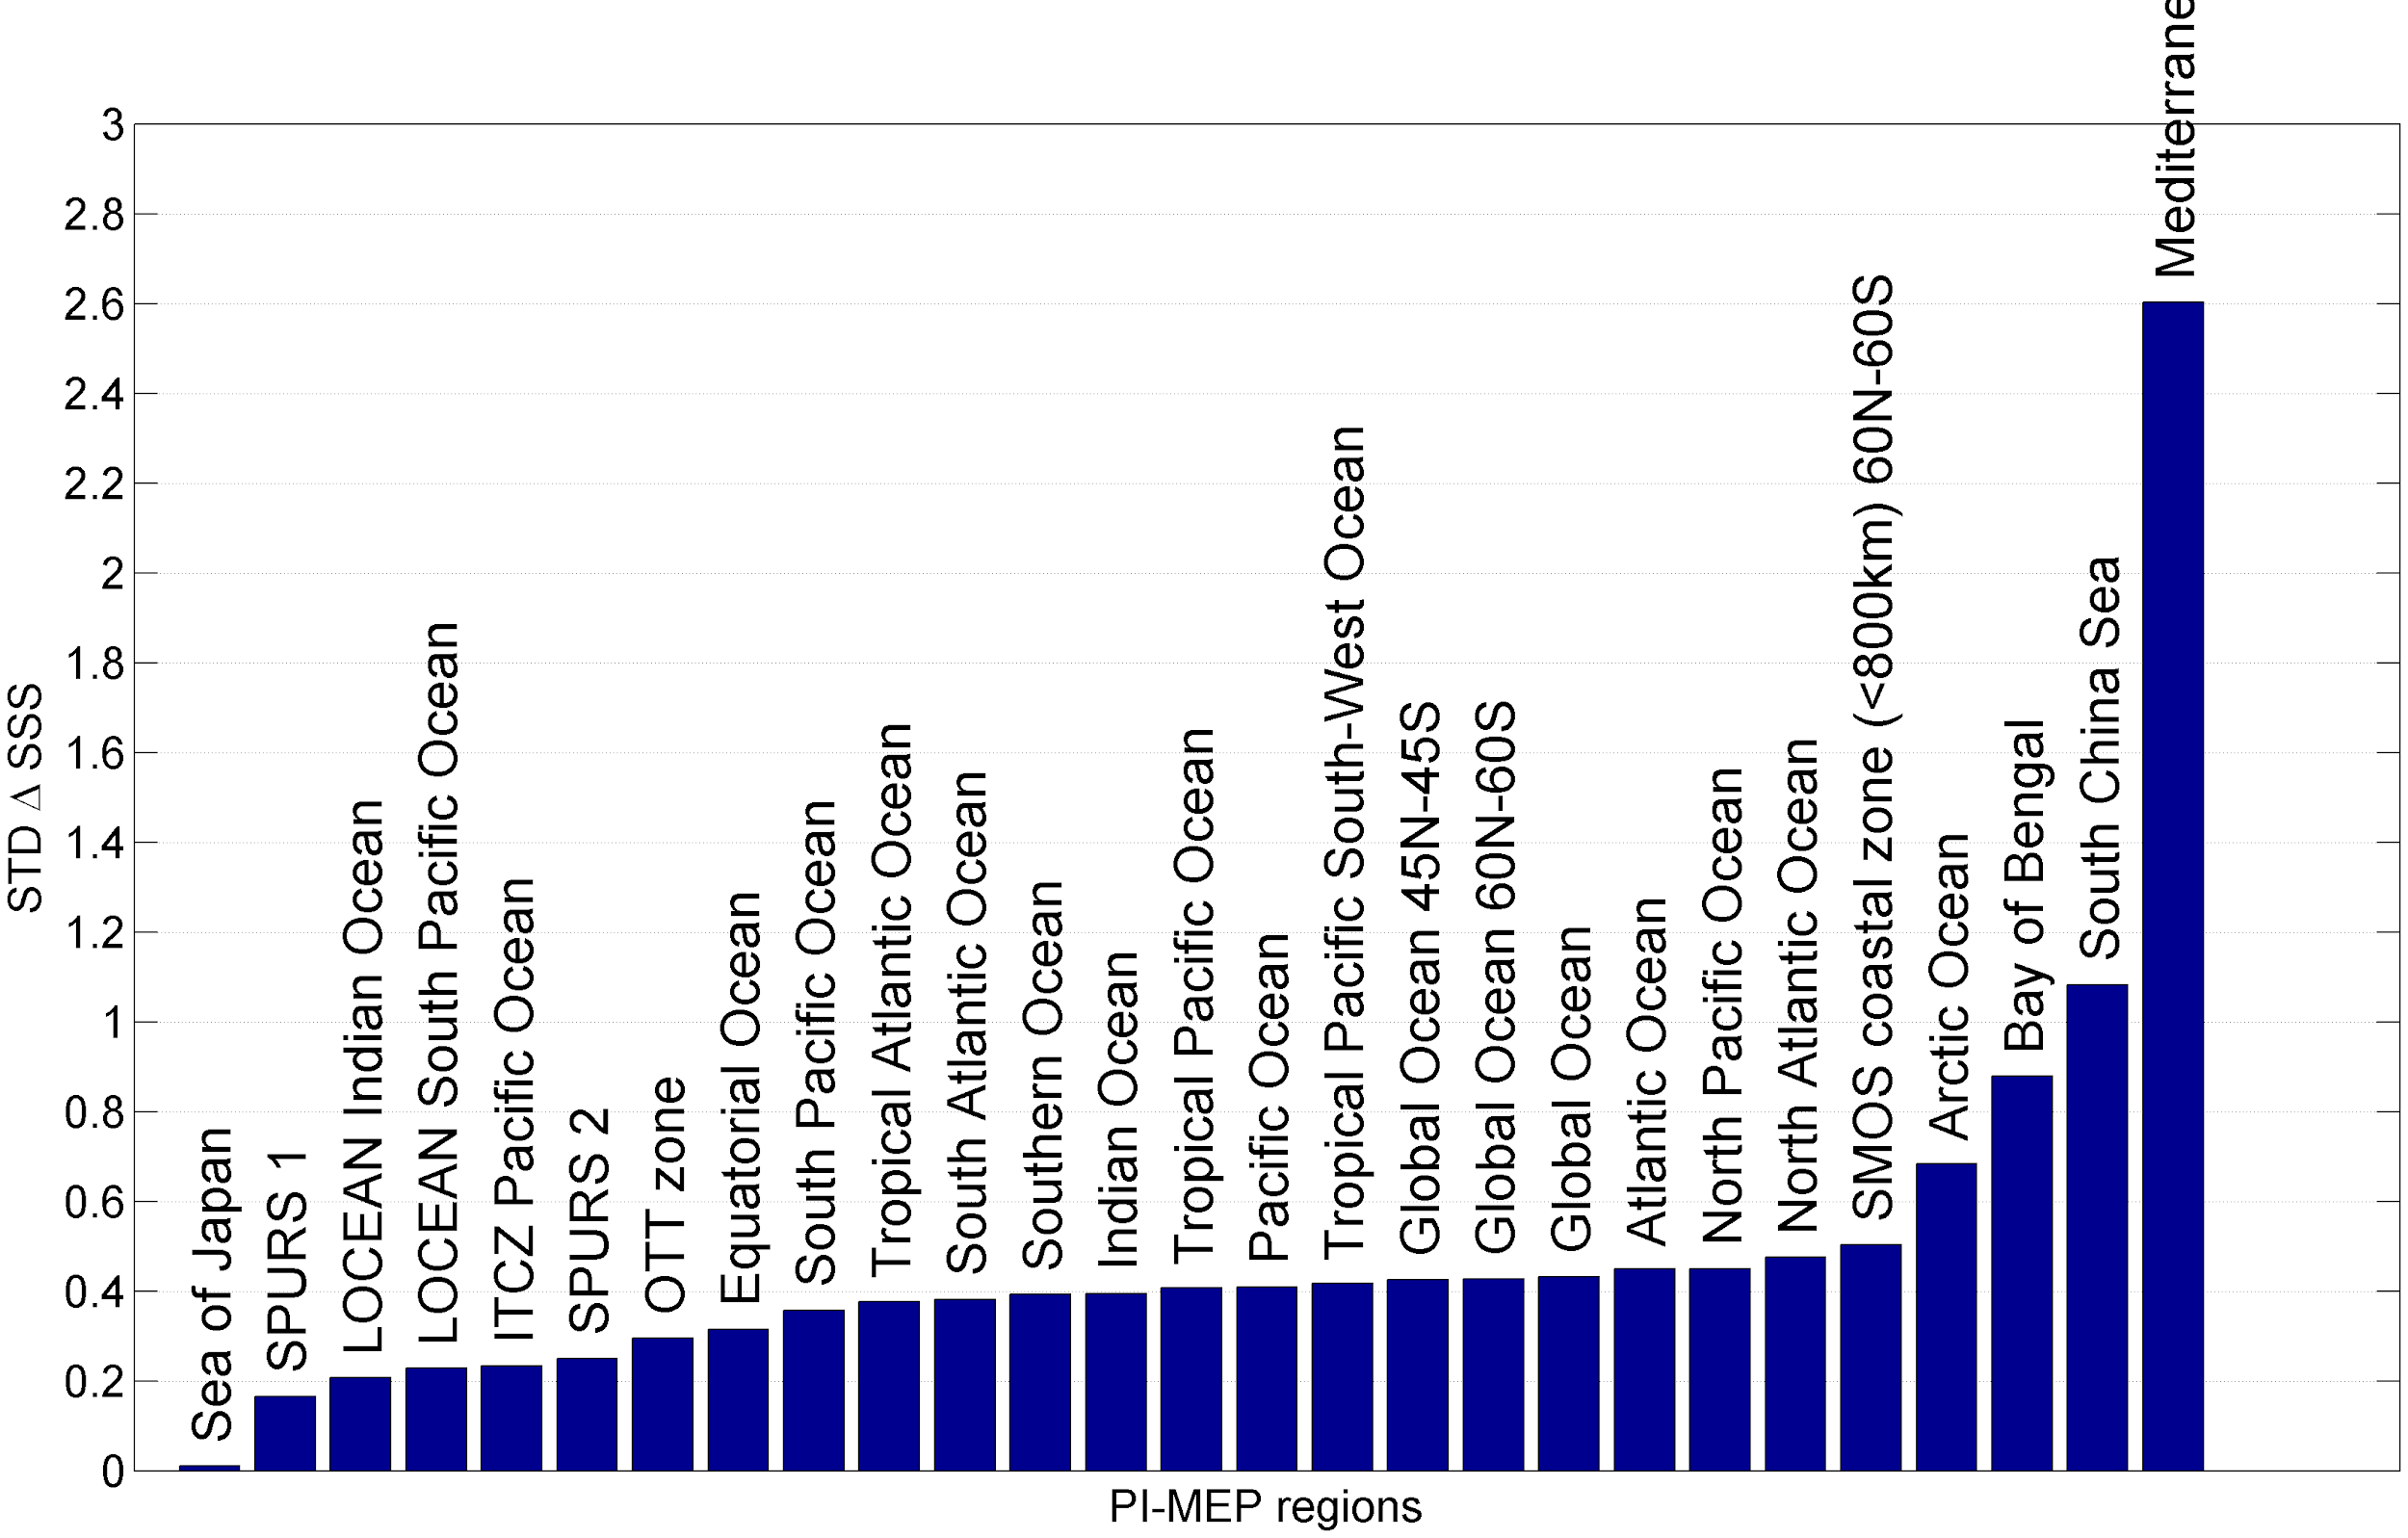 3
2.8
2.6
2.4
2.2
2
1.8
1.6
1.4
1.2
1
0.8
0.6
0.4
0.2
0
STD Δ SSS
Sea of Japan
SPURS 1
LOCEAN Indian Ocean
LOCEAN South Pacific Ocean
ITCZ Pacific Ocean
SPURS 2
OTT zone
Equatorial Ocean
South Pacific Ocean
Tropical Atlantic Ocean
South Atlantic Ocean
Southern Ocean
Indian Ocean
Tropical Pacific Ocean
Pacific Ocean
Tropical Pacific South-West Ocean
Global Ocean 45N-45S
Global Ocean 60N-60S
Global Ocean
Atlantic Ocean
North Pacific Ocean
North Atlantic Ocean
SMOS coastal zone (<800km) 60N-60S
Arctic Ocean
Bay of Bengal
South China Sea
Mediterrane
PI-MEP regions